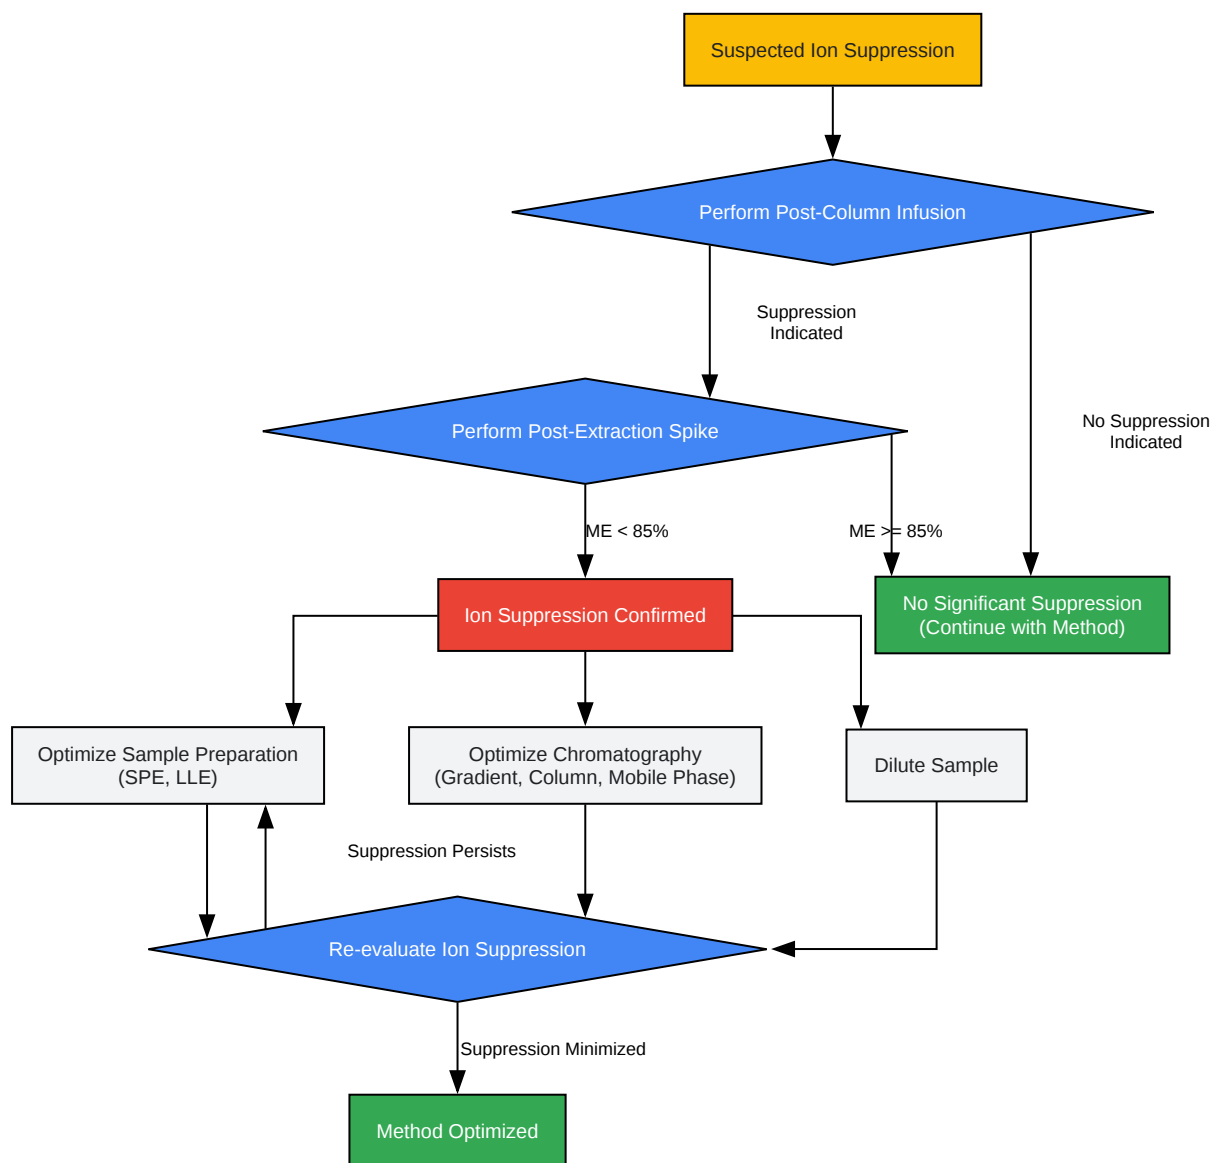 Suspected Ion Suppression
Perform Post-Column Infusion
Suppression
Indicated
No Suppression
Indicated
Perform Post-Extraction Spike
ME < 85%
ME >= 85%
Ion Suppression Confirmed
No Significant Suppression
(Continue with Method)
Optimize Sample Preparation
(SPE, LLE)
Optimize Chromatography
(Gradient, Column, Mobile Phase)
Dilute Sample
Suppression Persists
Re-evaluate Ion Suppression
Suppression Minimized
Method Optimized